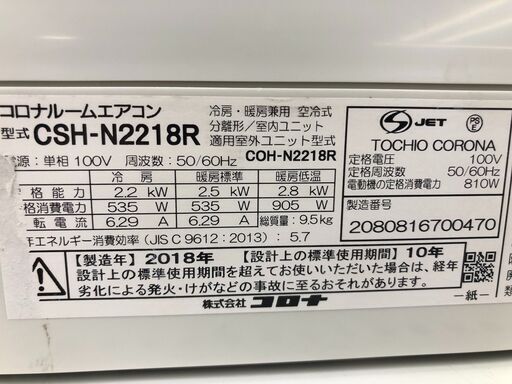 コロナルームエアコン
型式 CSH-N2218R
冷房・暖房兼用 空冷式
分離形/室内ユニット
適用室外ユニット型式
COH-N2218R
電源:単相 100V 周波数:50/60Hz
冷房 暖房標準 暖房低温
定格能力 2.2 kW 2.5 kW 2.8 kW
定格消費電力 535 W 535 W 905 W
運転電流 6.29 A 6.29 A 総質量:9.5kg
年エネルギー消費効率(JIS C 9612:2013):5.7
【製造年】2018年 【設計上の標準使用期間】10年
設計上の標準使用期間を超えてお使いいただいた場合は、経年
劣化による発火・けが等の事故に至るおそれがあります。
株式会社コロナ
S JET
PS
E
TOCHIO CORONA
定格電圧 100V
定格周波数 50/60Hz
電動機の定格消費電力 810W
製造番号
2080816700470
―紙―